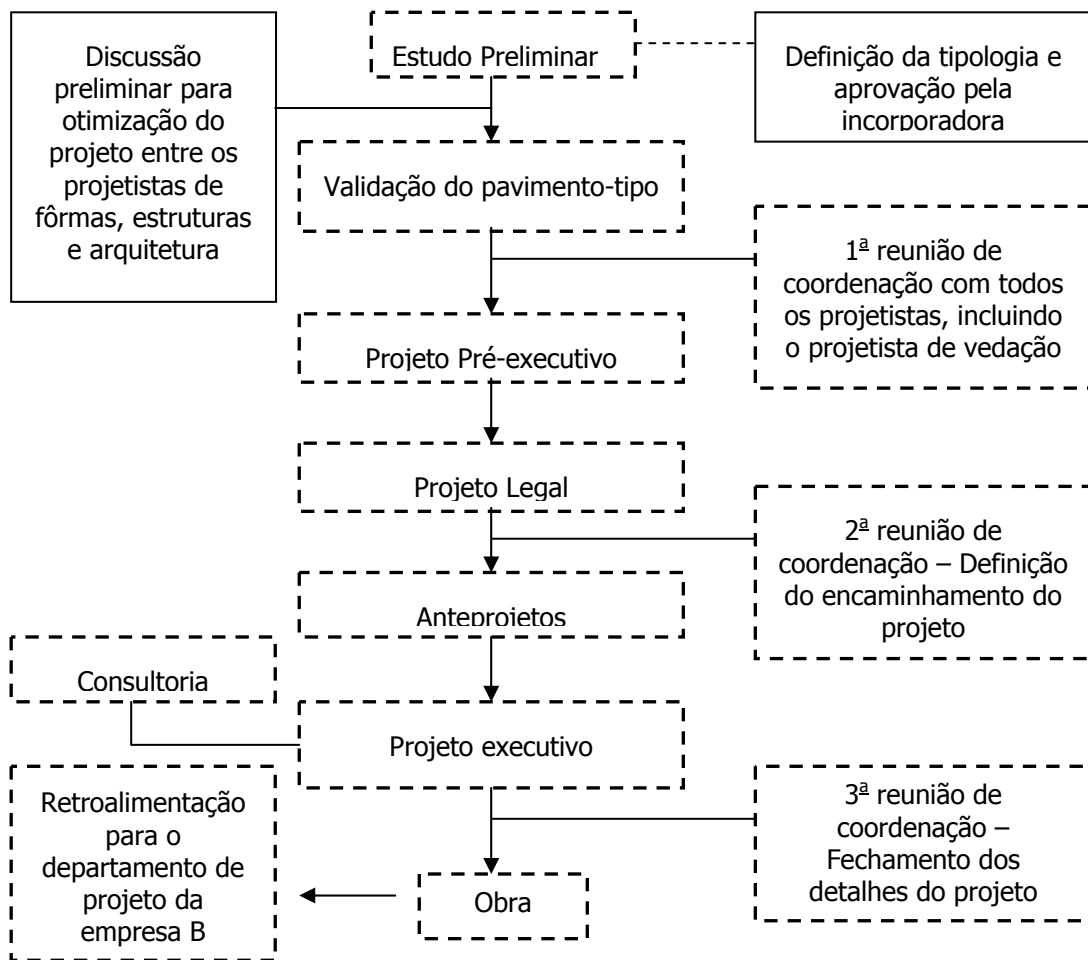 Discussão
preliminar para
otimização do
projeto entre os
projetistas de
fôrmas, estruturas
e arquitetura
Estudo Preliminar
Definição da tipologia e
aprovação pela
incorporadora
Validação do pavimento-tipo
1ª reunião de
coordenação com todos
os projetistas, incluindo
o projetista de vedação
Projeto Pré-executivo
Projeto Legal
2ª reunião de
coordenação – Definição
do encaminhamento do
projeto
Anteprojetos
Consultoria
Projeto executivo
Retroalimentação
para o
departamento de
projeto da
empresa B
3ª reunião de
coordenação –
Fechamento dos
detalhes do projeto
Obra